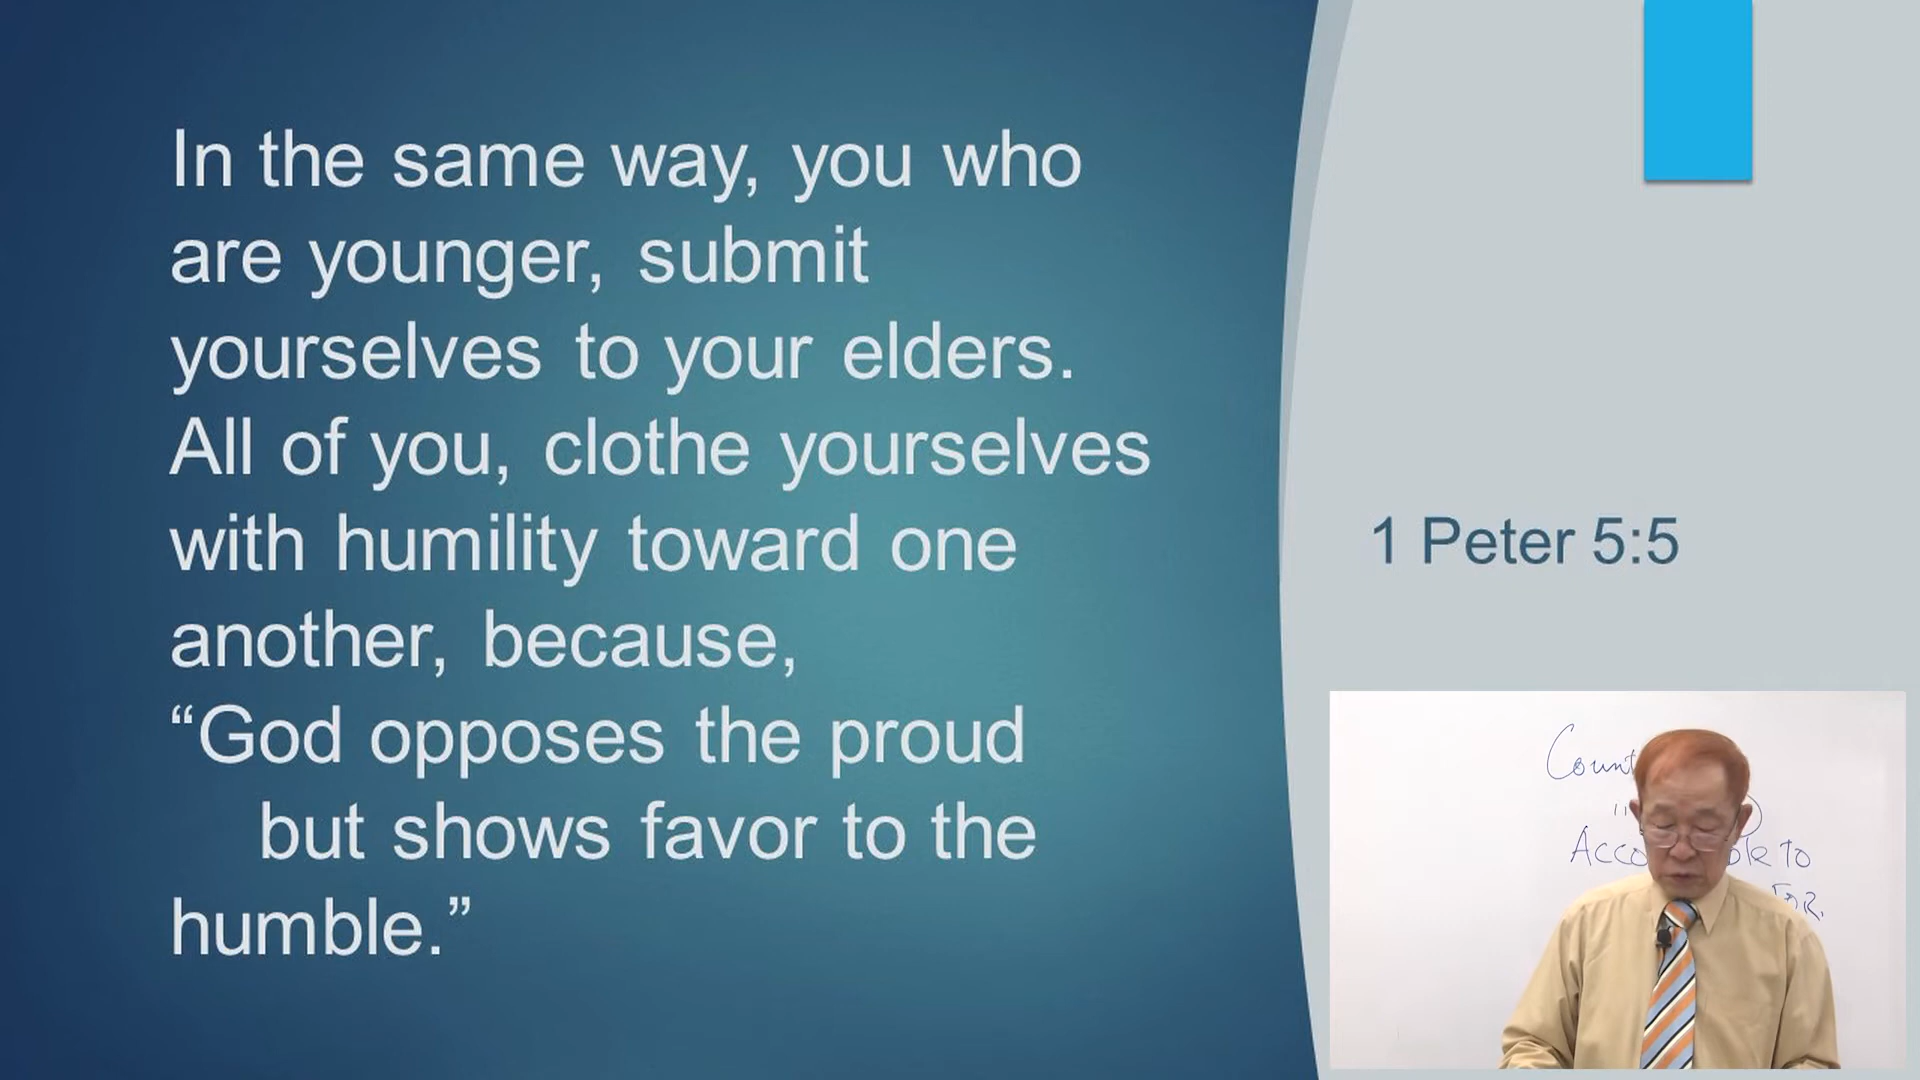 In the same way, you who
are younger, submit
yourselves to your elders.
All of you, clothe yourselves
with humility toward one
another, because,
“God opposes the proud
but shows favor to the
humble.”
1 Peter 5:5
to
FOR.